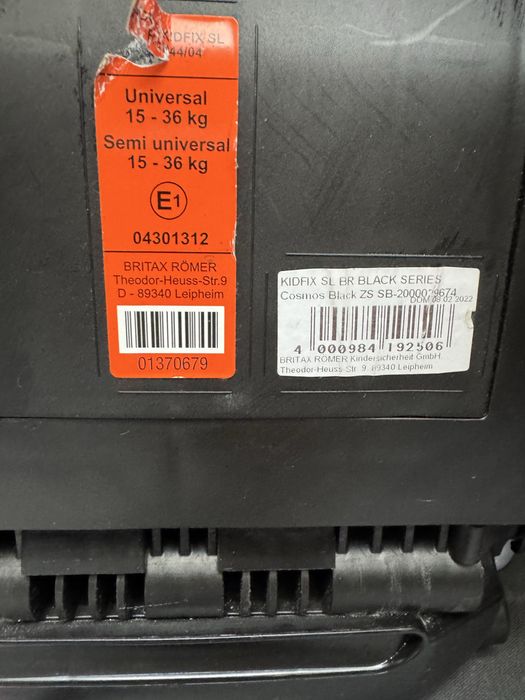 KIDFIX SL
44/04
Universal
15 - 36 kg
Semi universal
15 - 36 kg
E1
04301312
BRITAX RÖMER
Theodor-Heuss-Str.9
D - 89340 Leipheim
01370679
KIDFIX SL BR BLACK SERIES
Cosmos Black ZS SB-2000029674
DOM 08.02.2022
4 000984 192506
BRITAX RÖMER Kindersicherheit GmbH
Theodor-Heuss-Str. 9, 89340 Leipheim